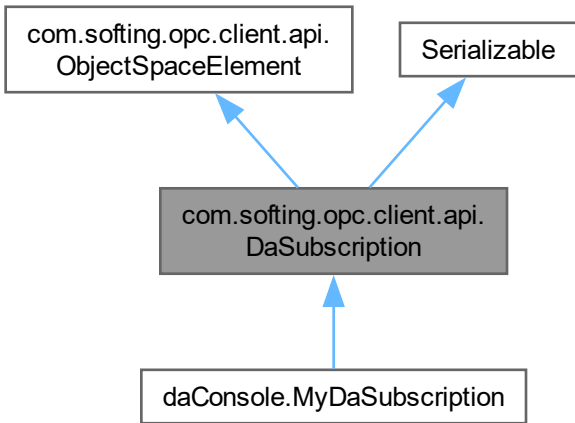 com.softing.opc.client.api.
ObjectSpaceElement
Serializable
com.softing.opc.client.api.
DaSubscription
daConsole.MyDaSubscription